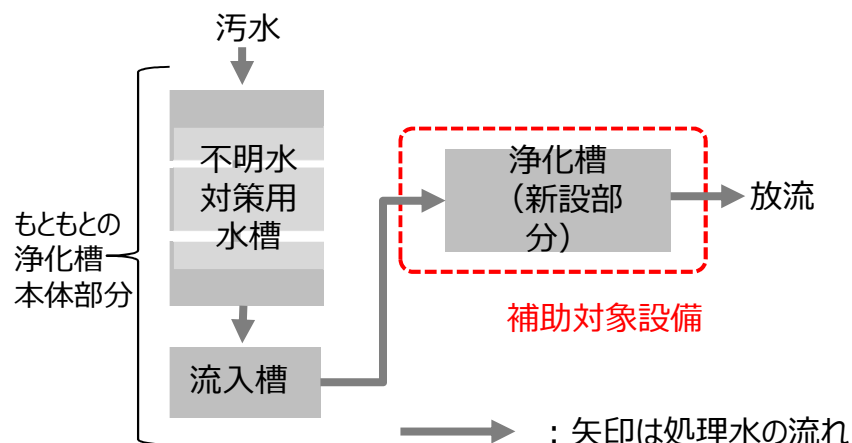 汚水
不明水
対策用
水槽
もともとの
浄化槽
本体部分
流入槽
浄化槽
（新設部
分）
放流
補助対象設備
：矢印は処理水の流れ